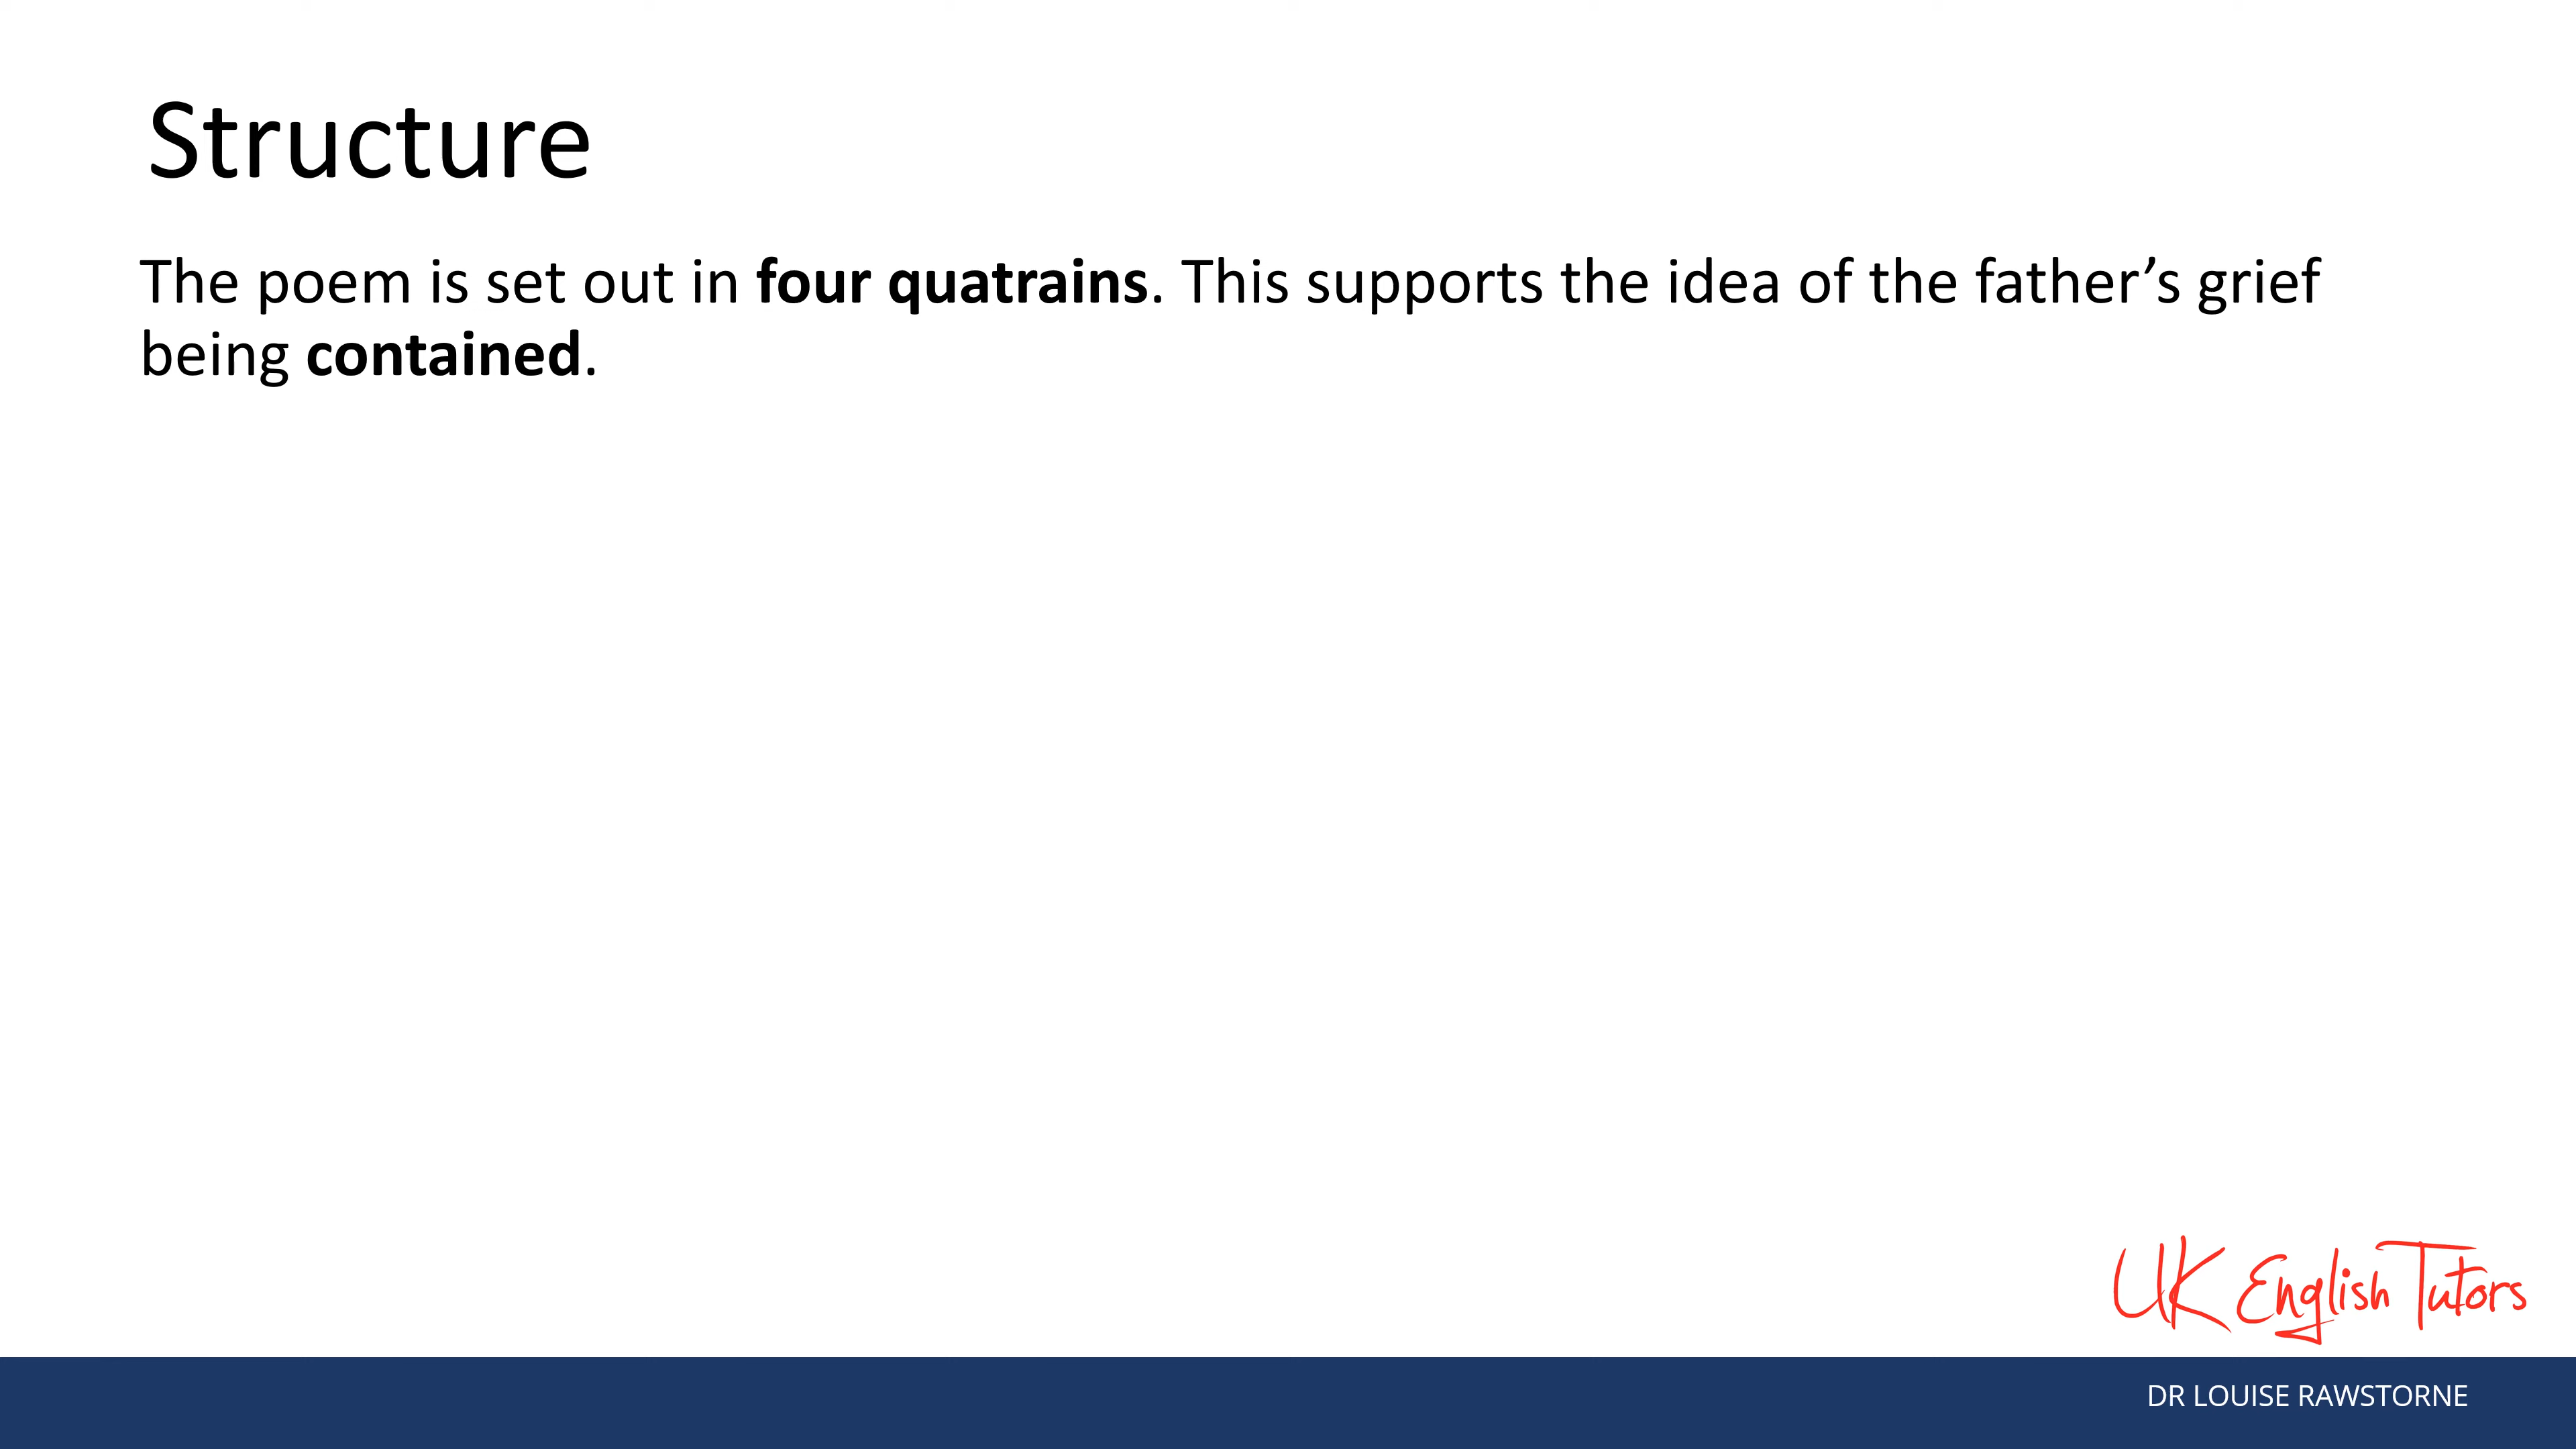 Structure
The poem is set out in four quatrains. This supports the idea of the father’s grief
being contained.
UK English Tutors
DR LOUISE RAWSTORNE